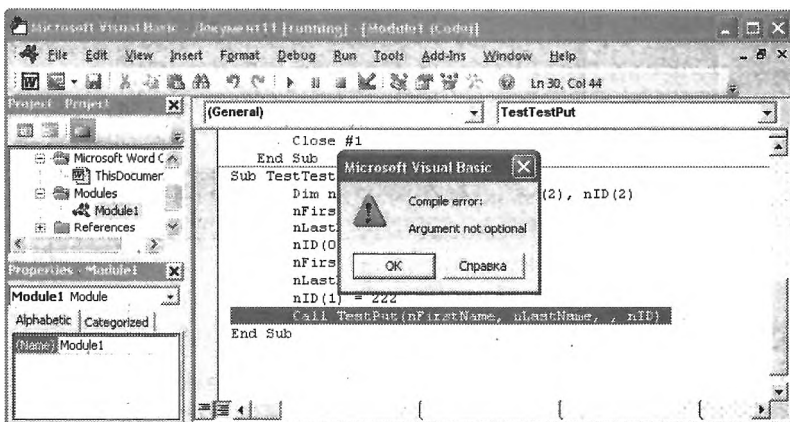 Microsoft Visual Basic - Документ1 [running] - [Module1 (Code)]
File Edit View Insert Format Debug Run Tools Add-Ins Window Help
Ln 30, Col 44
Project - Project
(General) TestTestPut
Microsoft Word
ThisDocumen
Modules
Module1
References
Properties - Module1
Module1 Module
Alphabetic Categorized
(Name) Module1
Close #1
End Sub
Sub TestTest
Dim n (2), nID(2)
nFirs
nLast
nID(0
nFirs
nLast
nID(1) = 222
Call TestPut(nFirstName, nLastName, , nID)
End Sub
Microsoft Visual Basic
Compile error:
Argument not optional
OK Справка